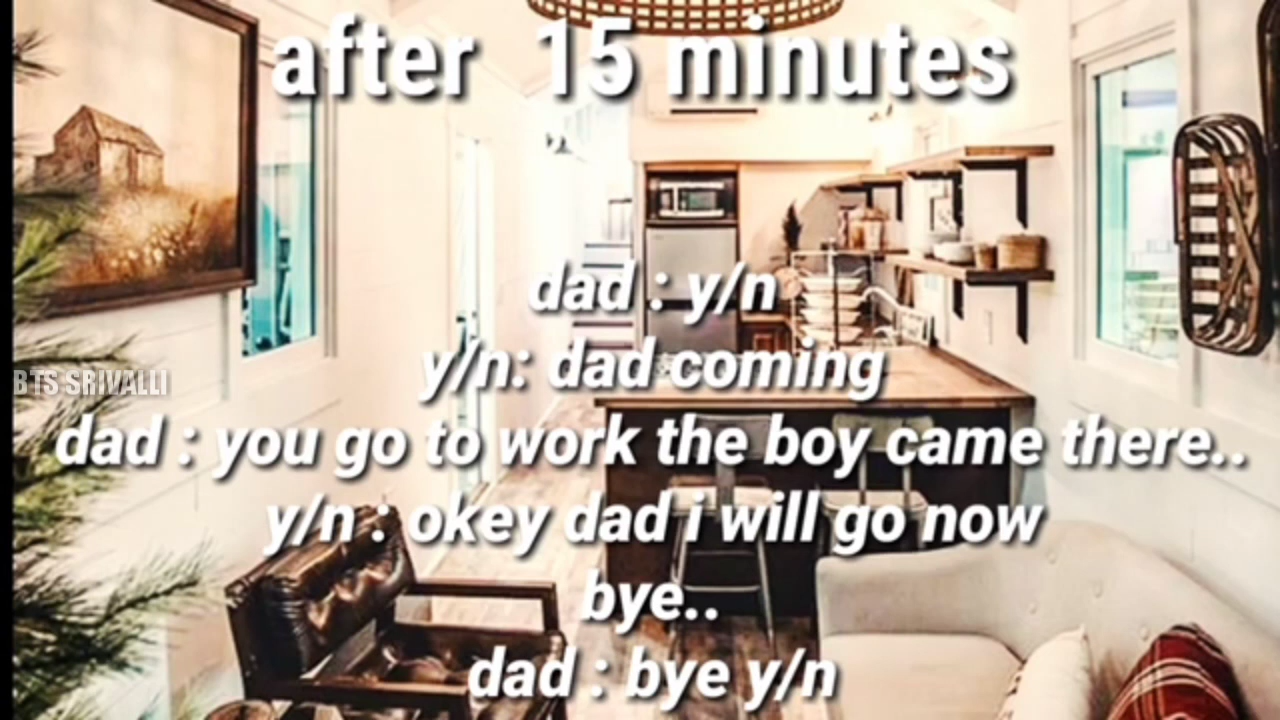 after 15 minutes
dad : y/n
y/n: dad coming
BTS SRIVALLI
dad : you go to work the boy came there..
y/n : okey dad i will go now
bye..
dad : bye y/n